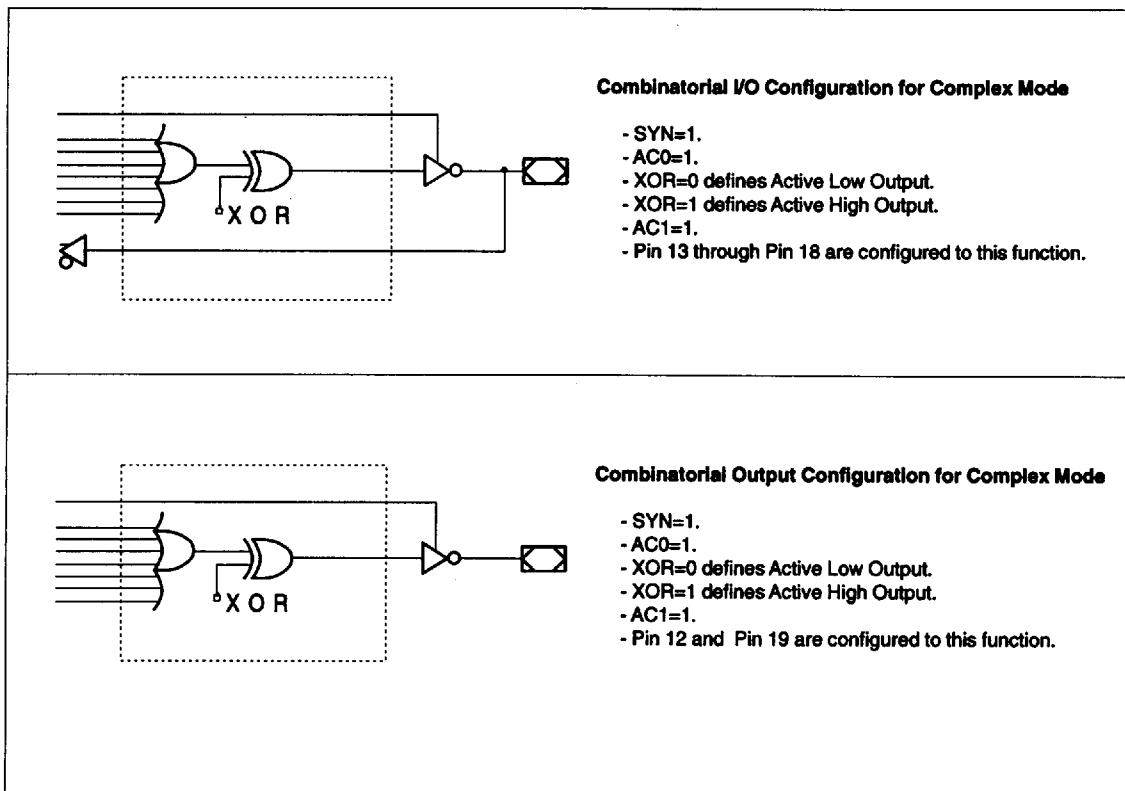 Combinatorial I/O Configuration for Complex Mode
- SYN=1.
- AC0=1.
- XOR=0 defines Active Low Output.
- XOR=1 defines Active High Output.
- AC1=1.
- Pin 13 through Pin 18 are configured to this function.
XOR
Combinatorial Output Configuration for Complex Mode
- SYN=1.
- AC0=1.
- XOR=0 defines Active Low Output.
- XOR=1 defines Active High Output.
- AC1=1.
- Pin 12 and Pin 19 are configured to this function.
XOR